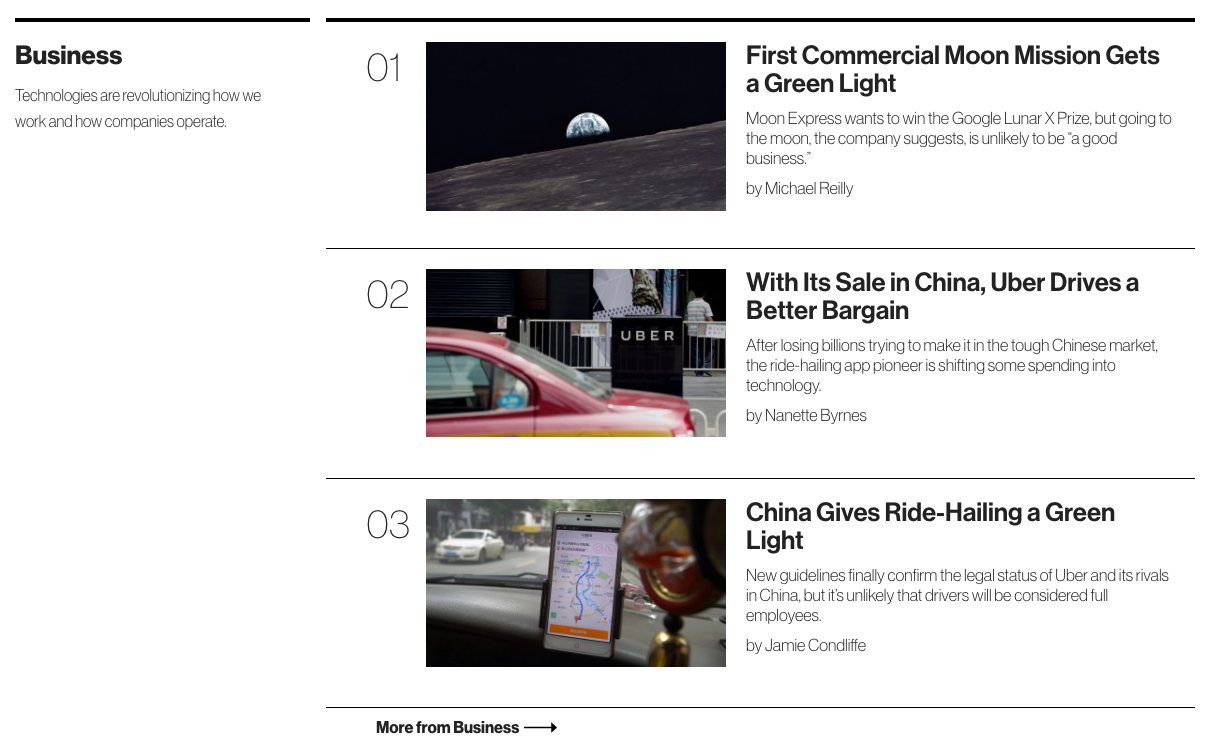 Business
Technologies are revolutionizing how we
work and how companies operate.
01
First Commercial Moon Mission Gets
a Green Light
Moon Express wants to win the Google Lunar X Prize, but going to
the moon, the company suggests, is unlikely to be “a good
business.”
by Michael Reilly
02
UBER
With Its Sale in China, Uber Drives a
Better Bargain
After losing billions trying to make it in the tough Chinese market,
the ride-hailing app pioneer is shifting some spending into
technology.
by Nanette Byrnes
03
China Gives Ride-Hailing a Green
Light
New guidelines finally confirm the legal status of Uber and its rivals
in China, but it’s unlikely that drivers will be considered full
employees.
by Jamie Condliffe
More from Business